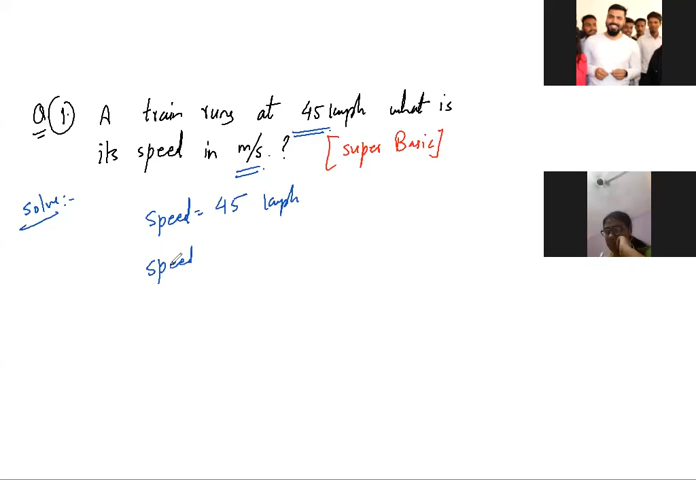 Q(1). A train runs at 45 kmph what is
its speed in m/s. ? [super Basic]
solve:-
speed = 45 kmph
speed